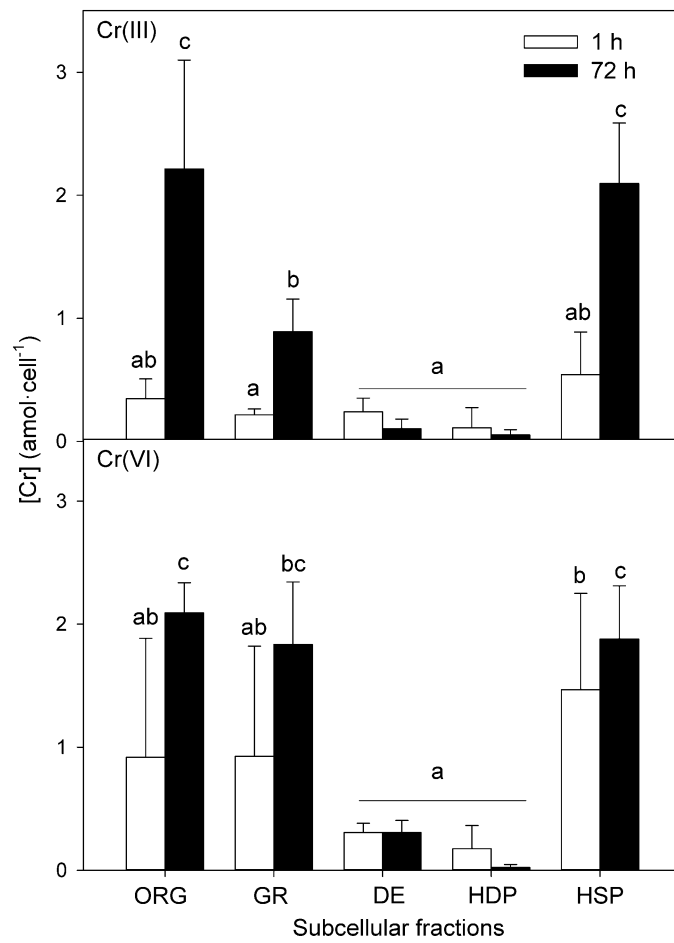 Cr(III)
1 h
72 h
3
2
1
0
c
c
b
ab
a
a
ab
[Cr] (amol·cell⁻¹)
Cr(VI)
3
2
1
0
ab
c
ab
bc
a
b
c
ORG GR DE HDP HSP
Subcellular fractions